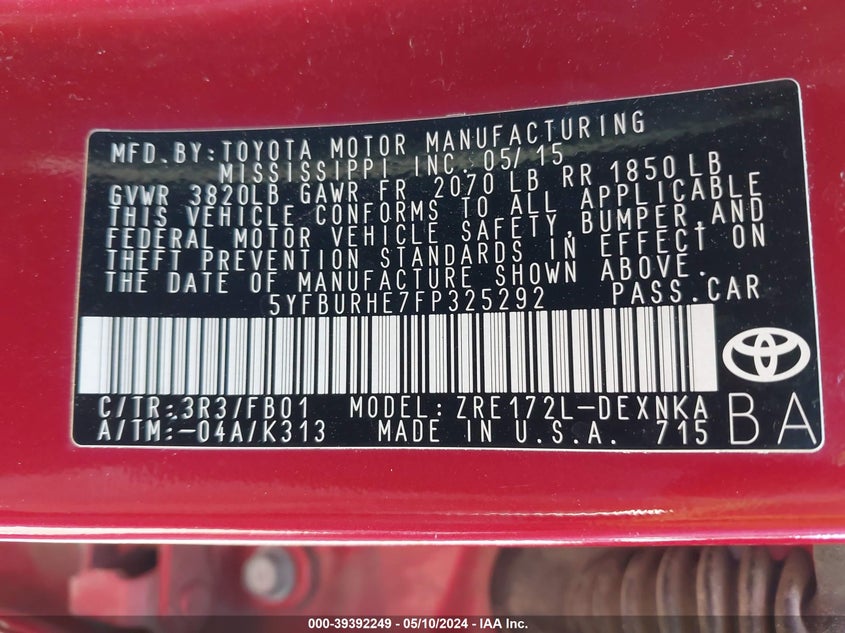 MFD.BY:TOYOTA MOTOR MANUFACTURING
MISSISSIPPI INC. 05/15
GVWR 3820LB GAWR FR 2070 LB RR 1850 LB
THIS VEHICLE CONFORMS TO ALL APPLICABLE
FEDERAL MOTOR VEHICLE SAFETY,BUMPER,AND
THEFT PREVENTION STANDARDS IN EFFECT ON
THE DATE OF MANUFACTURE SHOWN ABOVE.
5YFBURHE7FP325292 PASS.CAR
C/TR:3R3/FB01 MODEL:ZRE172L-DEXNKA
A/TM:-04A/K313 MADE IN U.S.A. 715 BA
000-39392249 - 05/10/2024 - IAA Inc.